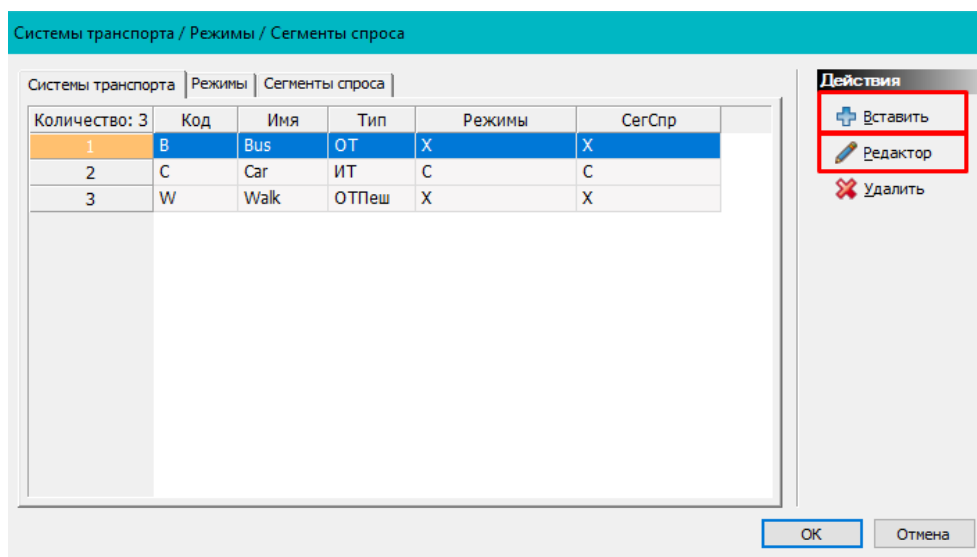 Системы транспорта / Режимы / Сегменты спроса
Системы транспорта Режимы Сегменты спроса
Количество: 3 Код Имя Тип Режимы СегСпр
1 B Bus ОТ X X
2 C Car ИТ C C
3 W Walk ОТПеш X X
Действия
Вставить
Редактор
Удалить
OK Отмена